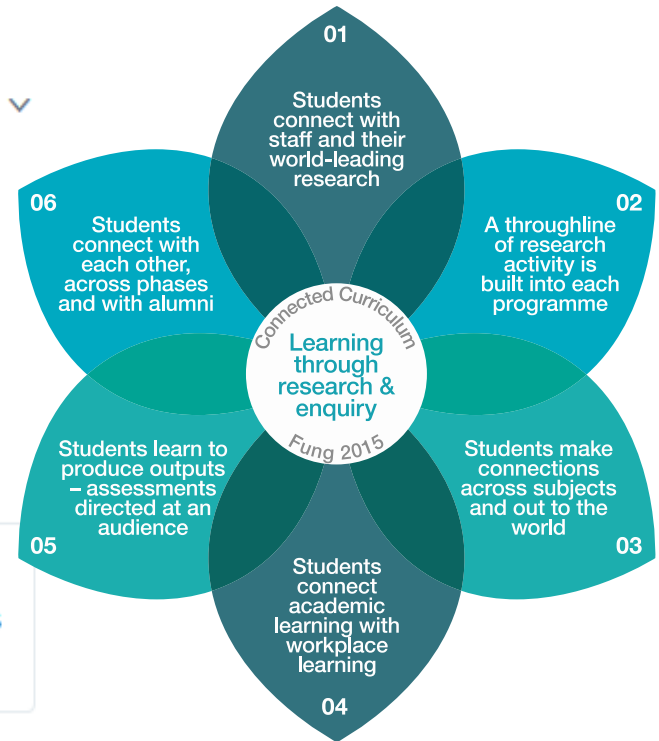 01
Students
connect with
staff and their
world-leading
research
02
A throughline
of research
activity is
built into each
programme
Students make
connections
across subjects
and out to the
world
03
Students
connect
academic
learning with
workplace
learning
04
Students learn to
produce outputs
– assessments
directed at an
audience
05
06
Students
connect with
each other,
across phases
and with alumni
Connected Curriculum
Learning
through
research &
enquiry
Fung 2015